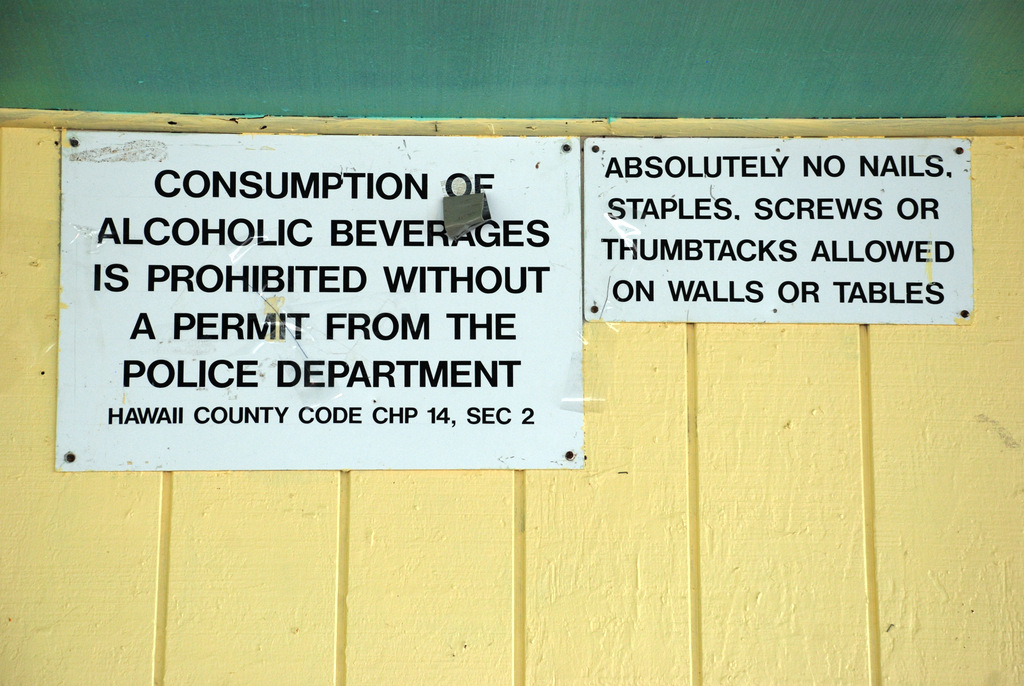 CONSUMPTION OF
ALCOHOLIC BEVERAGES
IS PROHIBITED WITHOUT
A PERMIT FROM THE
POLICE DEPARTMENT
HAWAII COUNTY CODE CHP 14, SEC 2
ABSOLUTELY NO NAILS,
STAPLES, SCREWS OR
THUMBTACKS ALLOWED
ON WALLS OR TABLES